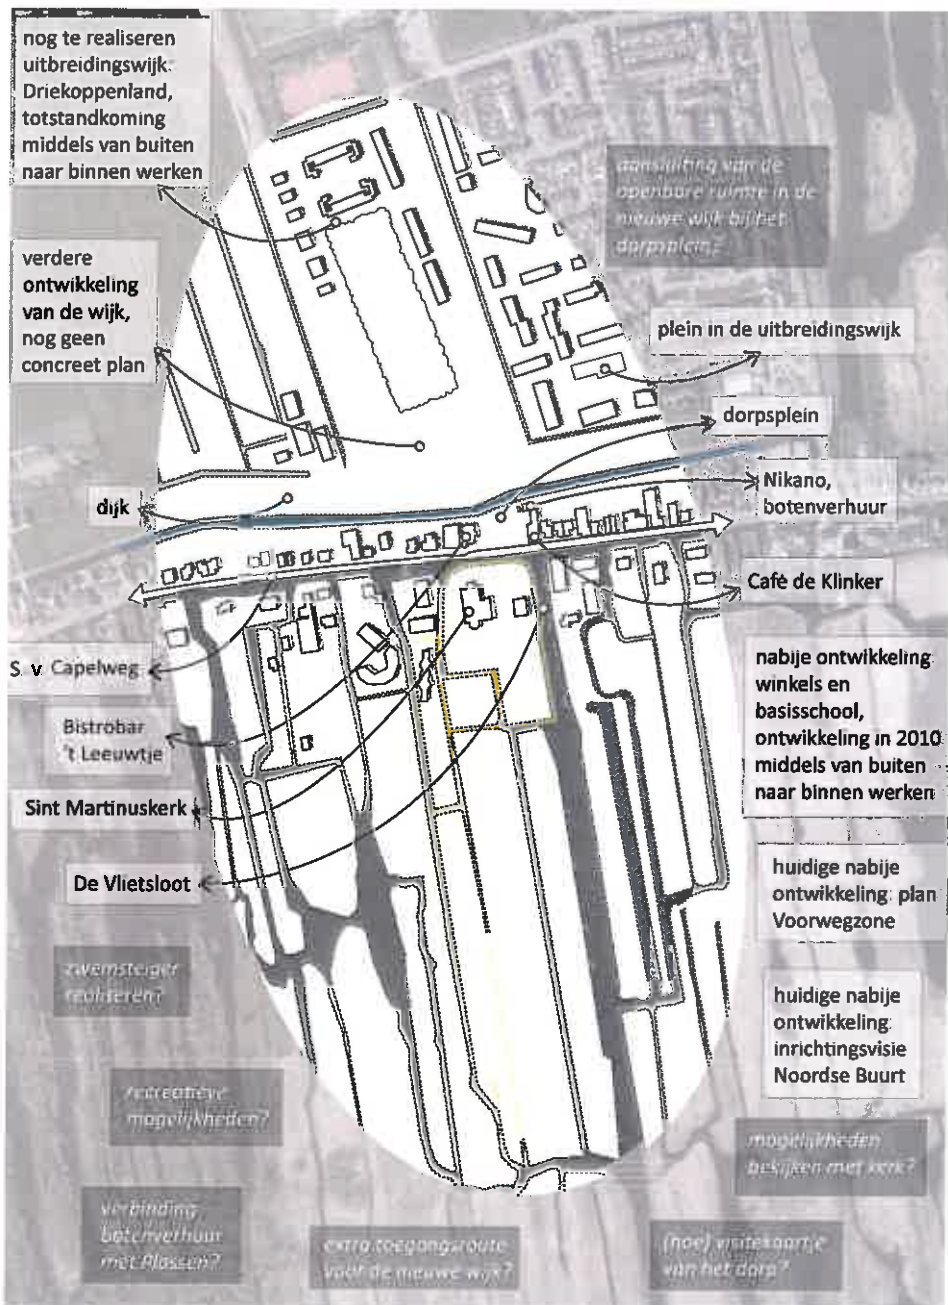 nog te realiseren
uitbreidingswijk:
Driekoppenland,
totstandkoming
middels van buiten
naar binnen werken
aansluiting van de
openbare ruimte in de
nieuwe wijk bij het
dorpsplein?
verdere
ontwikkeling
van de wijk,
nog geen
concreet plan
plein in de uitbreidingswijk
dorpsplein
dijk
Nikano,
botenverhuur
Café de Klinker
S. v. Capelweg
Bistrobar
't Leeuwtje
Sint Martinuskerk
De Vlietsloot
nabije ontwikkeling:
winkels en
basisschool,
ontwikkeling in 2010
middels van buiten
naar binnen werken
huidige nabije
ontwikkeling: plan
Voorwegzone
zwemsteiger
realiseren?
huidige nabije
ontwikkeling:
inrichtingsvisie
Noordse Buurt
recreatieve
mogelijkheden?
mogelijkheden
bekijken met kerk?
verbinding
botenverhuur
met Plassen?
extra toegangsroute
voor de nieuwe wijk?
(hoe) visitekaartje
van het dorp?